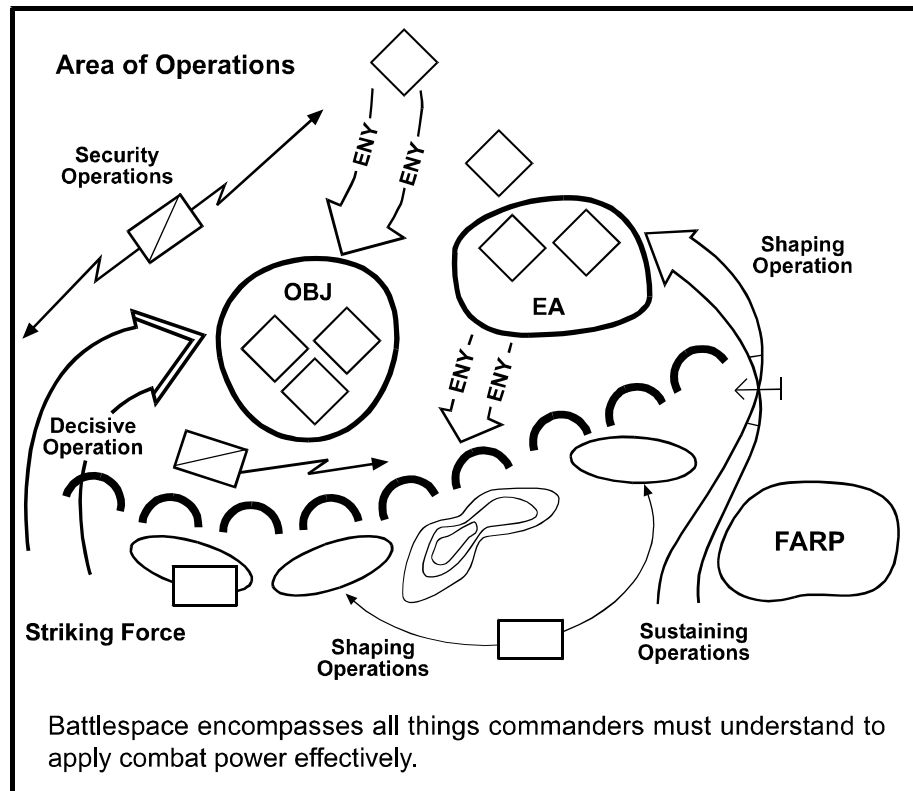 Area of Operations
ENY
ENY
Security
Operations
Shaping
Operation
OBJ
EA
ENY
ENY
Decisive
Operation
FARP
Striking Force
Shaping
Operations
Sustaining
Operations
Battlespace encompasses all things commanders must understand to
apply combat power effectively.